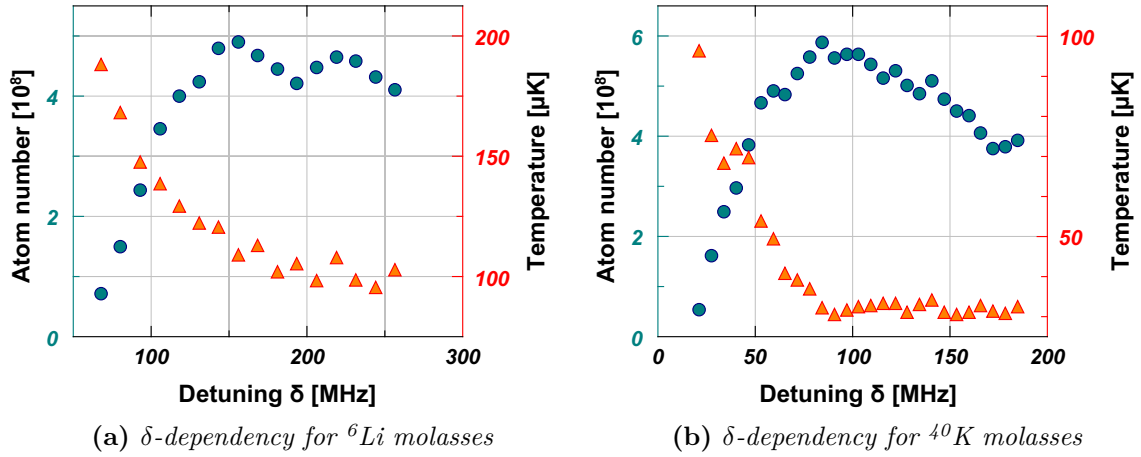 Atom number [10⁸]
0
2
4
100
200
300
Detuning δ [MHz]
100
150
200
Temperature [µK]
(a) δ-dependency for ⁶Li molasses
Atom number [10⁸]
0
2
4
6
0
50
100
150
200
Detuning δ [MHz]
50
100
Temperature [µK]
(b) δ-dependency for ⁴⁰K molasses